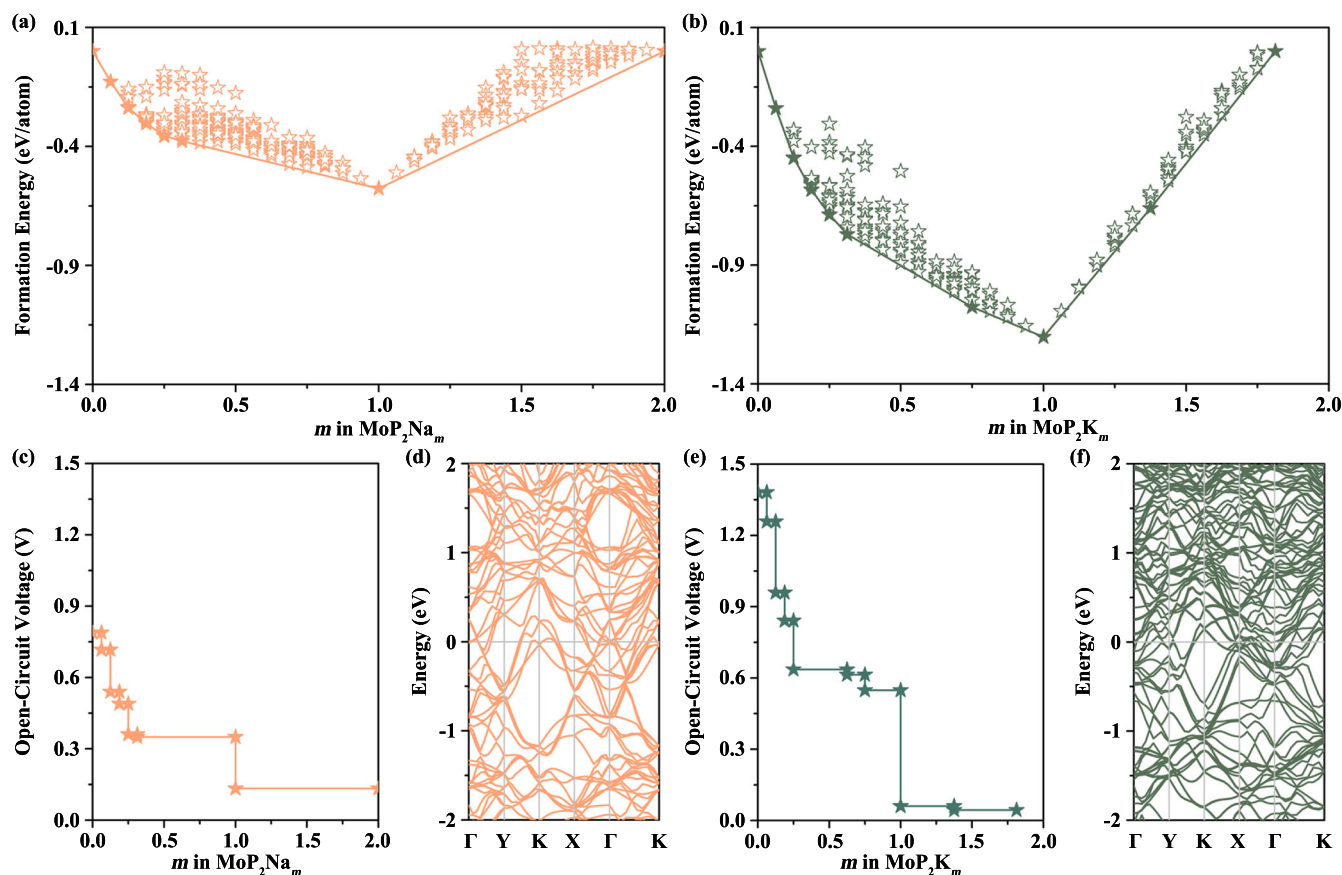 (a)
0.1
-0.4
-0.9
-1.4
Formation Energy (eV/atom)
0.0 0.5 1.0 1.5 2.0
m in MoP₂Naₘ
(b)
0.1
-0.4
-0.9
-1.4
Formation Energy (eV/atom)
0.0 0.5 1.0 1.5 2.0
m in MoP₂Kₘ
(c)
1.5
1.2
0.9
0.6
0.3
0.0
Open-Circuit Voltage (V)
0.0 0.5 1.0 1.5 2.0
m in MoP₂Naₘ
(d)
2
1
0
-1
-2
Energy (eV)
Γ Y K X Γ K
(e)
1.5
1.2
0.9
0.6
0.3
0.0
Open-Circuit Voltage (V)
0.0 0.5 1.0 1.5 2.0
m in MoP₂Kₘ
(f)
2
1
0
-1
-2
Energy (eV)
Γ Y K X Γ K